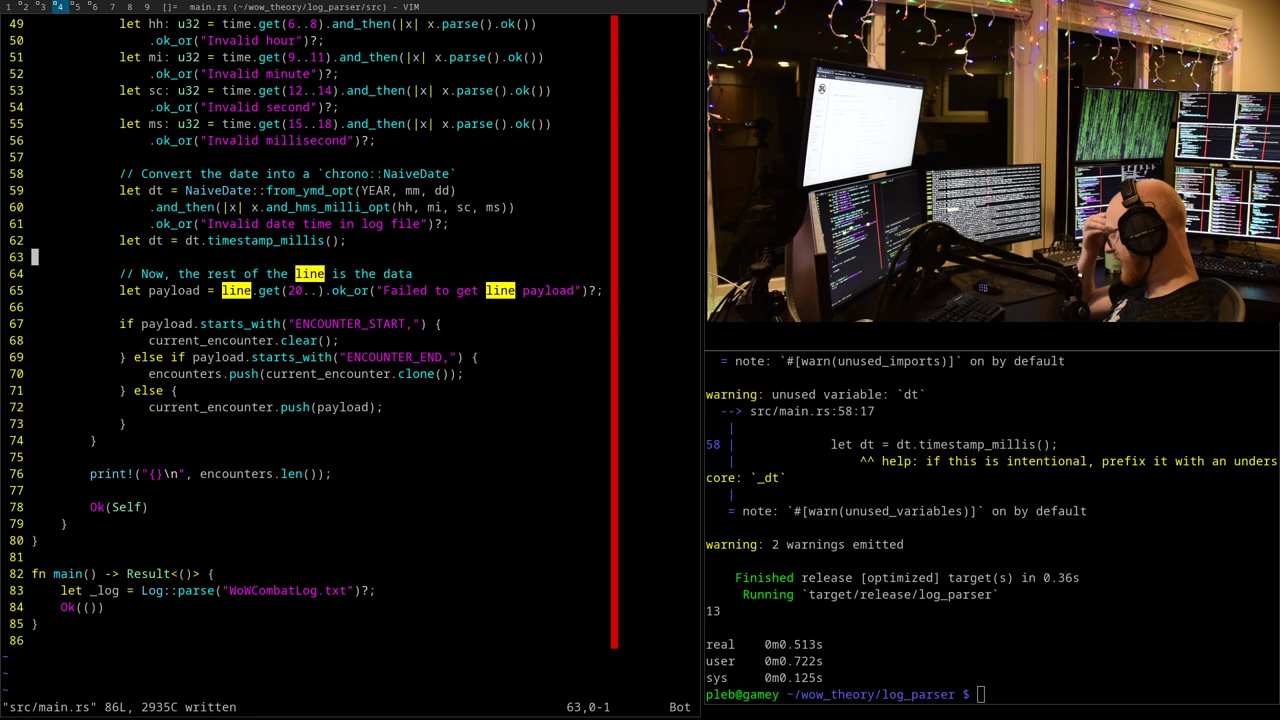 1 2 3 4 5 6 7 8 9 []= main.rs (~/wow_theory/log_parser/src) - VIM
49 let hh: u32 = time.get(6..8).and_then(|x| x.parse().ok())
50 .ok_or("Invalid hour")?;
51 let mi: u32 = time.get(9..11).and_then(|x| x.parse().ok())
52 .ok_or("Invalid minute")?;
53 let sc: u32 = time.get(12..14).and_then(|x| x.parse().ok())
54 .ok_or("Invalid second")?;
55 let ms: u32 = time.get(15..18).and_then(|x| x.parse().ok())
56 .ok_or("Invalid millisecond")?;
57
58 // Convert the date into a `chrono::NaiveDate`
59 let dt = NaiveDate::from_ymd_opt(YEAR, mm, dd)
60 .and_then(|x| x.and_hms_milli_opt(hh, mi, sc, ms))
61 .ok_or("Invalid date time in log file")?;
62 let dt = dt.timestamp_millis();
63
64 // Now, the rest of the line is the data
65 let payload = line.get(20..).ok_or("Failed to get line payload")?;
66
67 if payload.starts_with("ENCOUNTER_START,") {
68 current_encounter.clear();
69 } else if payload.starts_with("ENCOUNTER_END,") {
70 encounters.push(current_encounter.clone());
71 } else {
72 current_encounter.push(payload);
73 }
74 }
75
76 print!("{}\n", encounters.len());
77
78 Ok(Self)
79 }
80 }
81
82 fn main() -> Result<()> {
83 let _log = Log::parse("WoWCombatLog.txt")?;
84 Ok(())
85 }
86
~
~
~
"src/main.rs" 86L, 2935C written 63,0-1 Bot
= note: `#[warn(unused_imports)]` on by default
warning: unused variable: `dt`
--> src/main.rs:58:17
|
58 | let dt = dt.timestamp_millis();
| ^^ help: if this is intentional, prefix it with an unders
core: `_dt`
|
= note: `#[warn(unused_variables)]` on by default
warning: 2 warnings emitted
Finished release [optimized] target(s) in 0.36s
Running `target/release/log_parser`
13
real 0m0.513s
user 0m0.722s
sys 0m0.125s
pleb@gamey ~/wow_theory/log_parser $